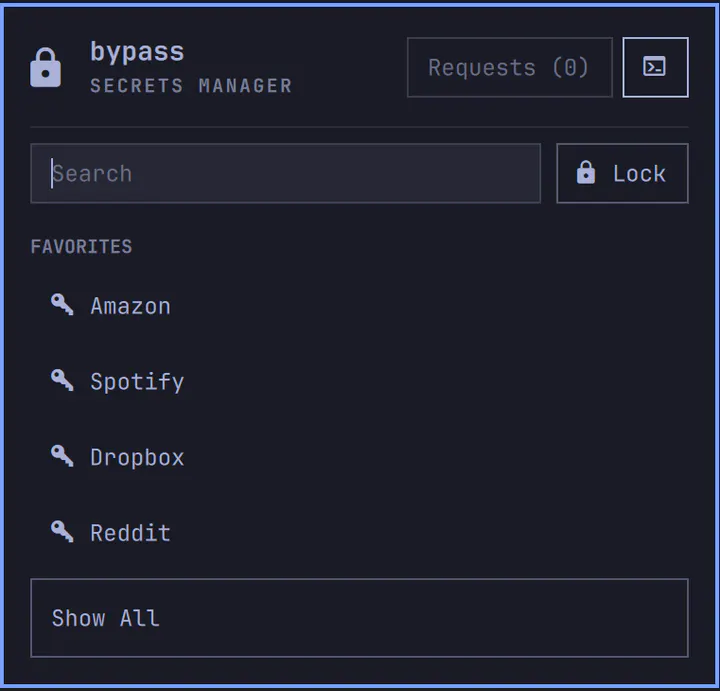 bypass
SECRETS MANAGER
Requests (0)
Search
Lock
FAVORITES
Amazon
Spotify
Dropbox
Reddit
Show All